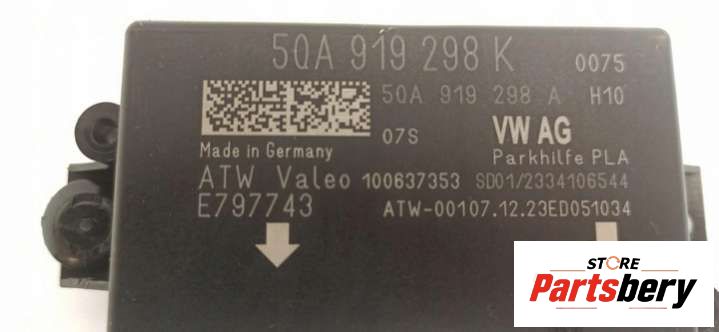 5QA 919 298 K 0075
5QA 919 298 A H10
07S VW AG
Made in Germany Parkhilfe PLA
ATW Valeo 100637353 SD01/2334106544
E797743 ATW-00107.12.23ED051034
STORE
Partsbery